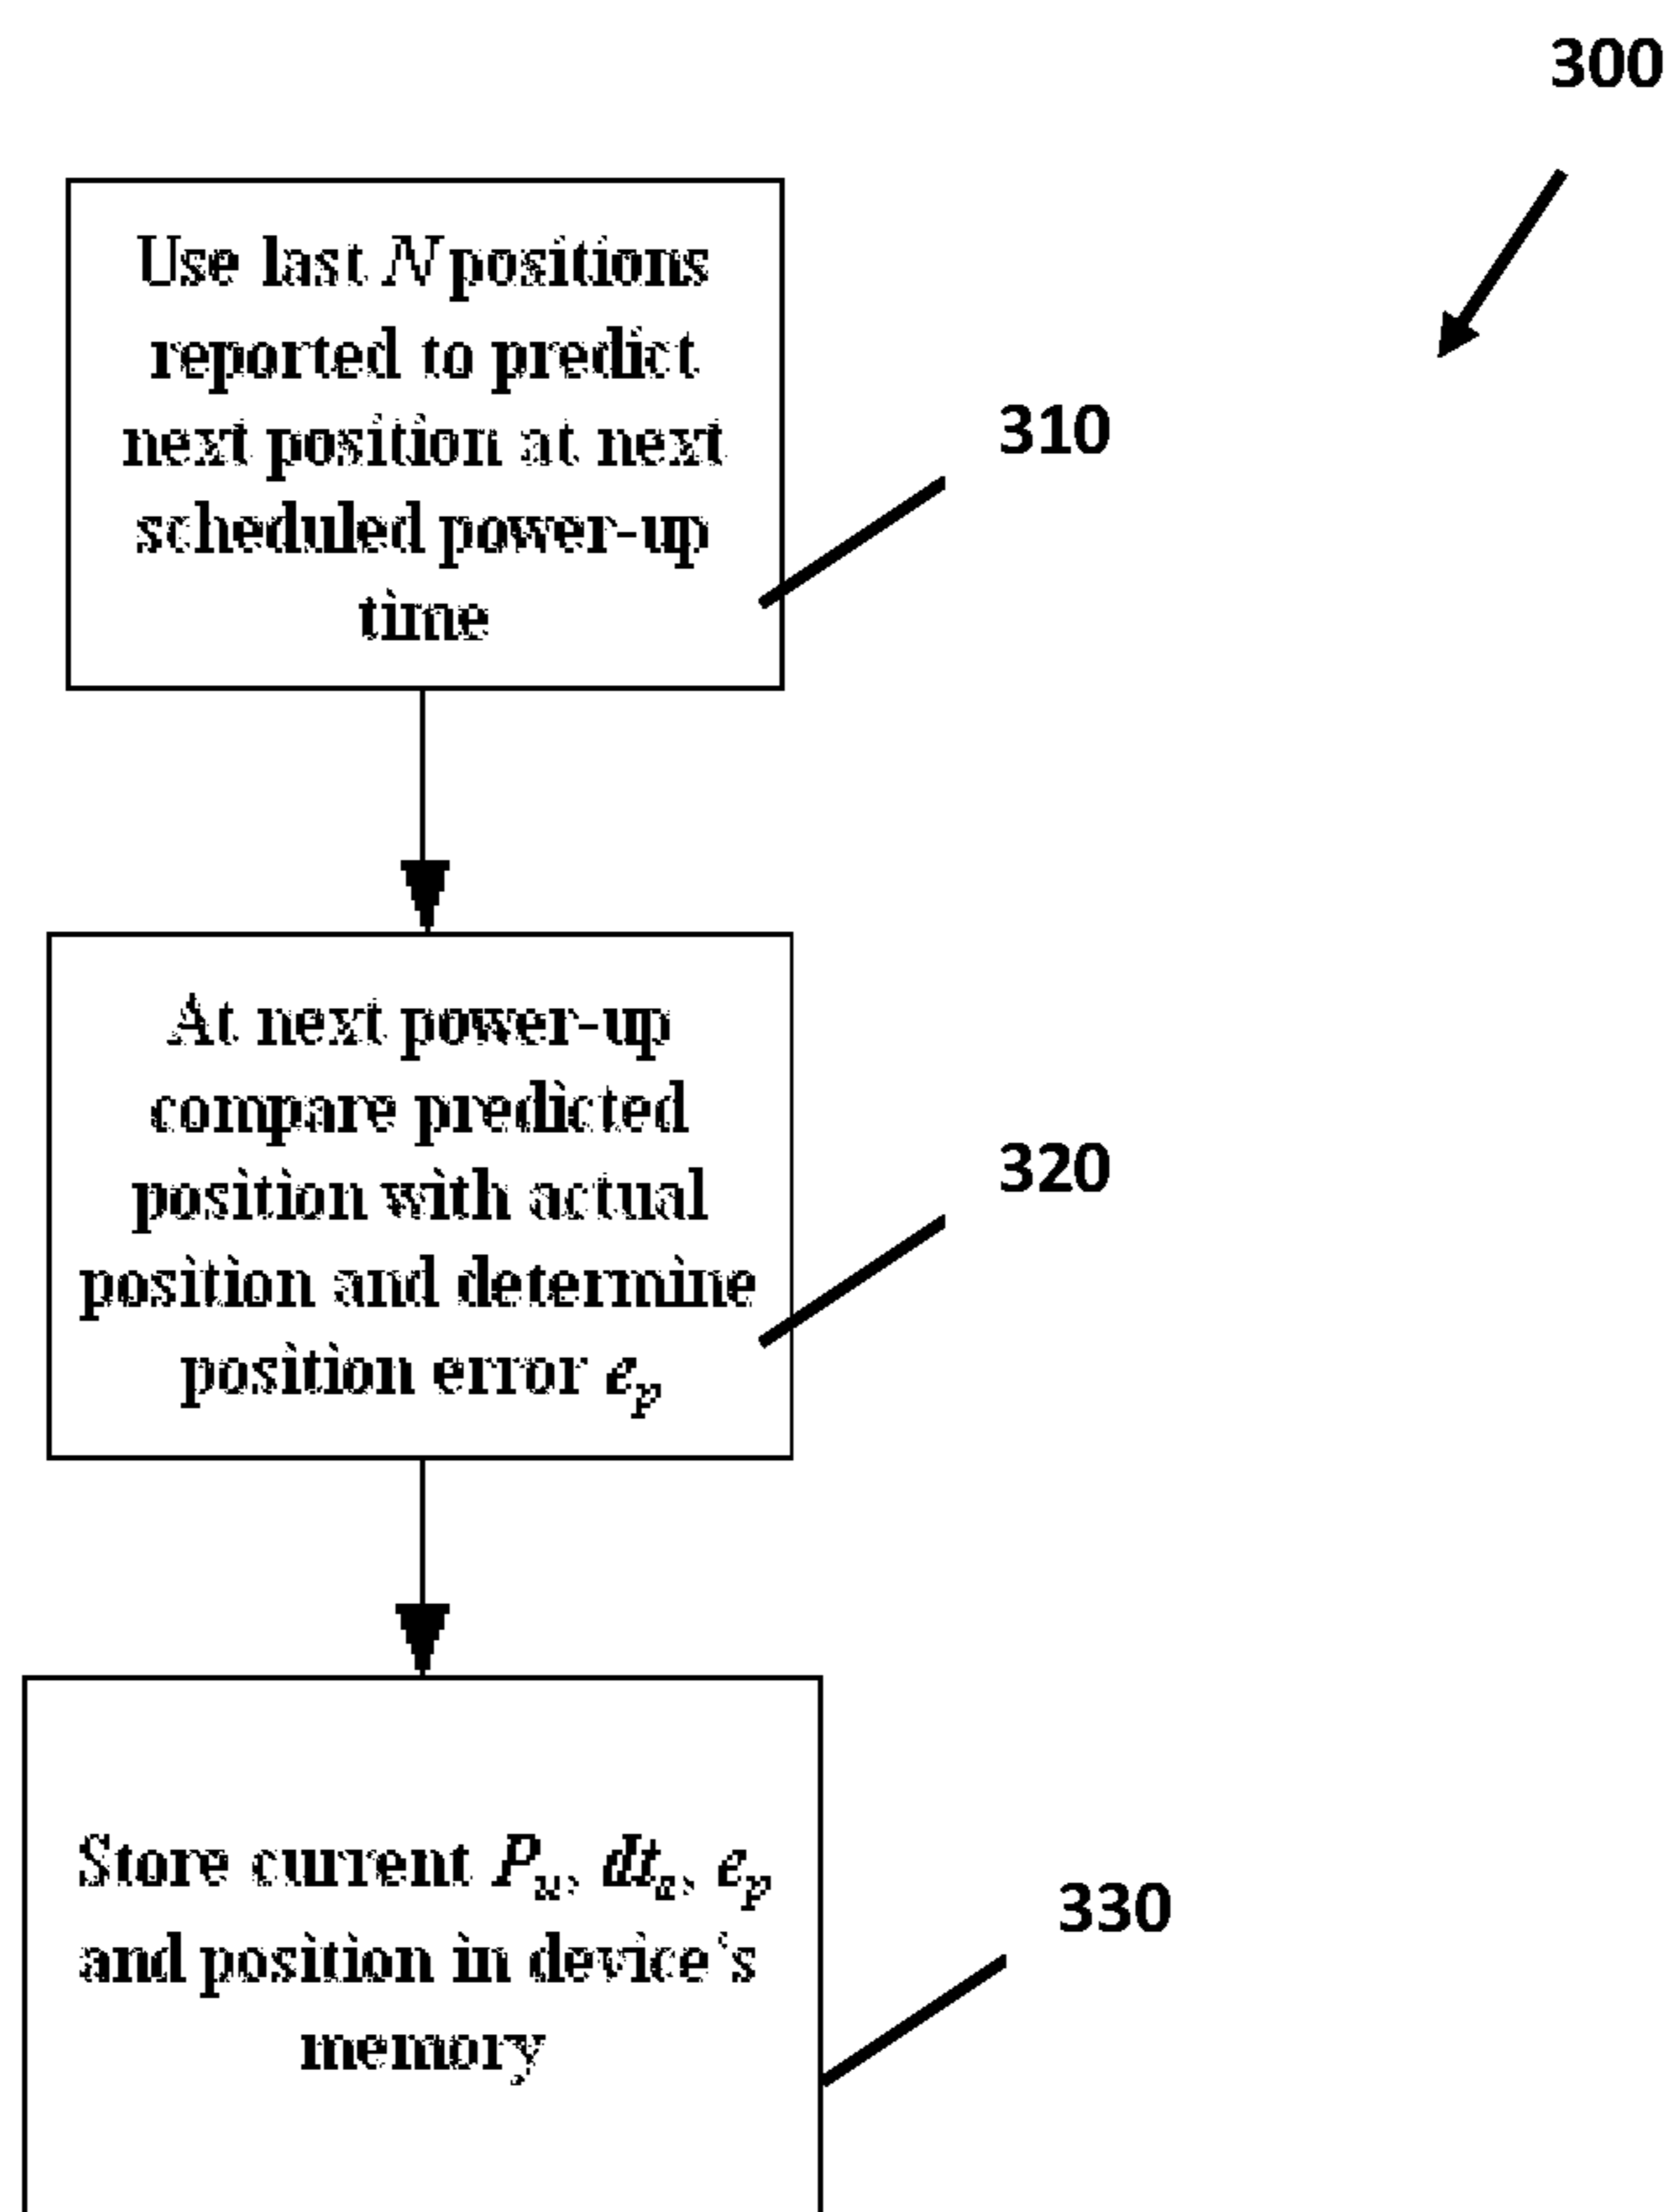 300
Use last N positions
reported to predict
next position at next
scheduled power-up
time
310
At next power-up
compare predicted
position with actual
position and determine
position error eₚ
320
Store current Pᵤ, dtᵤ, eₚ
and position in device's
memory
330